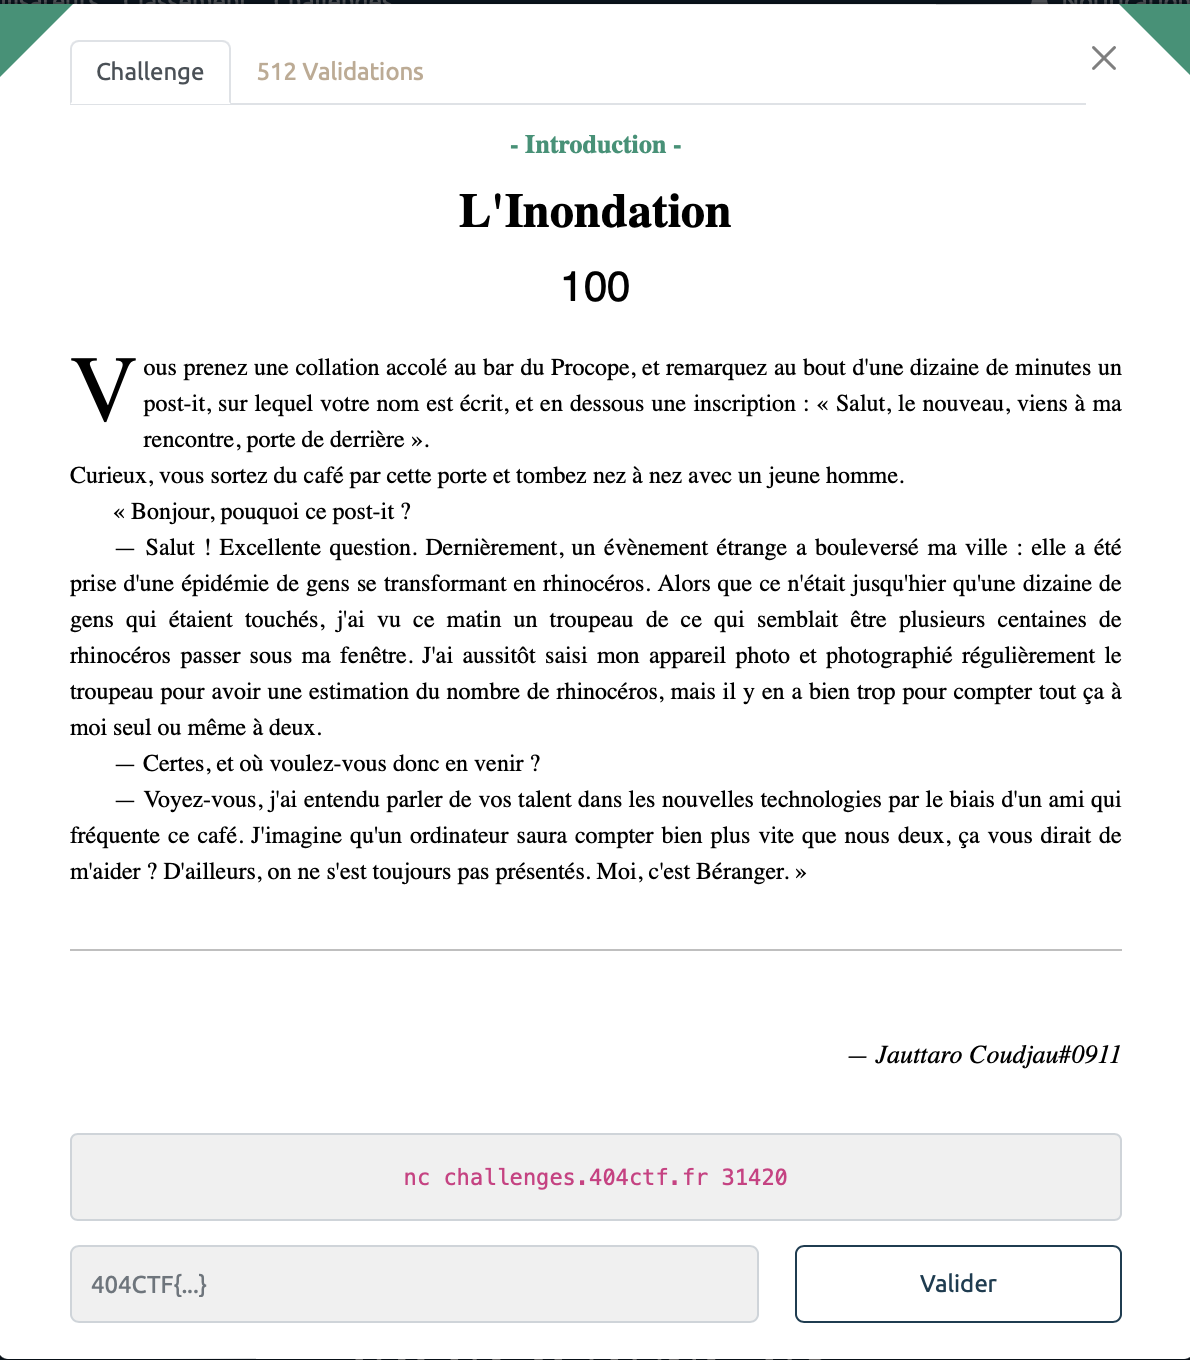 Challenge
512 Validations
- Introduction -
L'Inondation
100
Vous prenez une collation accolé au bar du Procope, et remarquez au bout d'une dizaine de minutes un
post-it, sur lequel votre nom est écrit, et en dessous une inscription : « Salut, le nouveau, viens à ma
rencontre, porte de derrière ».
Curieux, vous sortez du café par cette porte et tombez nez à nez avec un jeune homme.
« Bonjour, pouquoi ce post-it ?
— Salut ! Excellente question. Dernièrement, un évènement étrange a bouleversé ma ville : elle a été
prise d'une épidémie de gens se transformant en rhinocéros. Alors que ce n'était jusqu'hier qu'une dizaine de
gens qui étaient touchés, j'ai vu ce matin un troupeau de ce qui semblait être plusieurs centaines de
rhinocéros passer sous ma fenêtre. J'ai aussitôt saisi mon appareil photo et photographié régulièrement le
troupeau pour avoir une estimation du nombre de rhinocéros, mais il y en a bien trop pour compter tout ça à
moi seul ou même à deux.
— Certes, et où voulez-vous donc en venir ?
— Voyez-vous, j'ai entendu parler de vos talent dans les nouvelles technologies par le biais d'un ami qui
fréquente ce café. J'imagine qu'un ordinateur saura compter bien plus vite que nous deux, ça vous dirait de
m'aider ? D'ailleurs, on ne s'est toujours pas présentés. Moi, c'est Béranger. »
— Jauttaro Coudjau#0911
nc challenges.404ctf.fr 31420
404CTF{...}
Valider